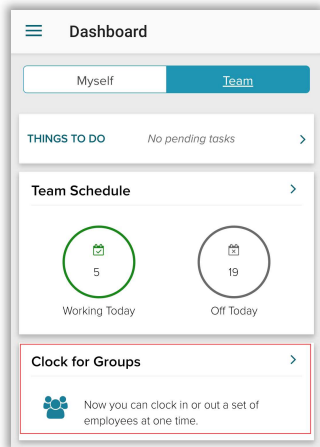 Dashboard
Myself
Team
THINGS TO DO
No pending tasks
Team Schedule
5
Working Today
19
Off Today
Clock for Groups
Now you can clock in or out a set of
employees at one time.